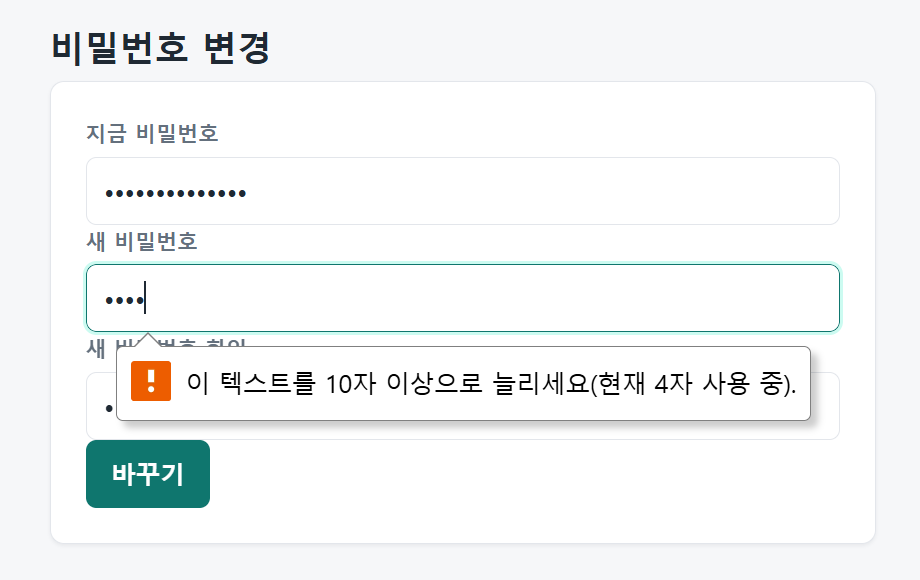 비밀번호 변경
지금 비밀번호
••••••••••••••
새 비밀번호
••••
이 텍스트를 10자 이상으로 늘리세요(현재 4자 사용 중).
바꾸기